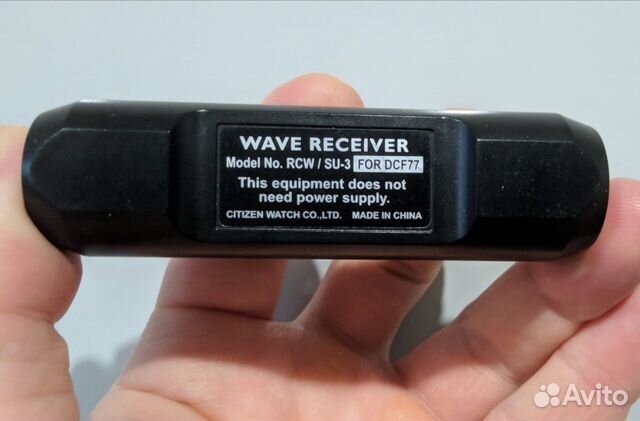 WAVE RECEIVER
Model No. RCW / SU-3 FOR DCF77
This equipment does not
need power supply.
CITIZEN WATCH CO.,LTD. MADE IN CHINA
Avito